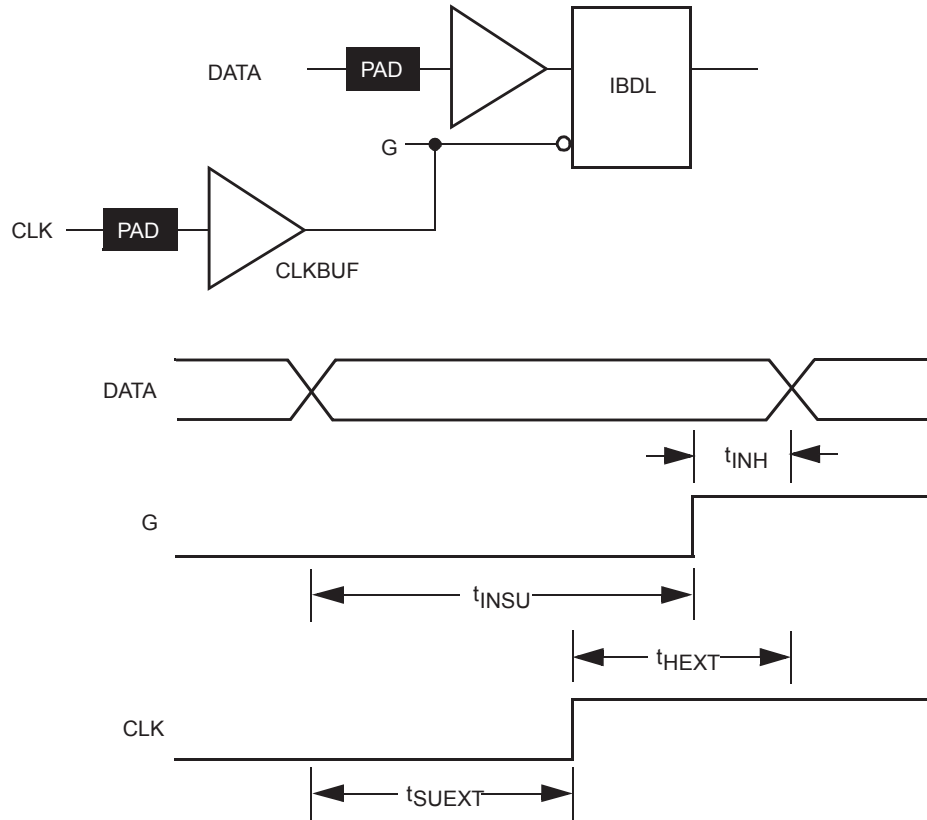 DATA
PAD
IBDL
G
CLK
PAD
CLKBUF
DATA
tINH
G
tINSU
tHEXT
CLK
tSUEXT